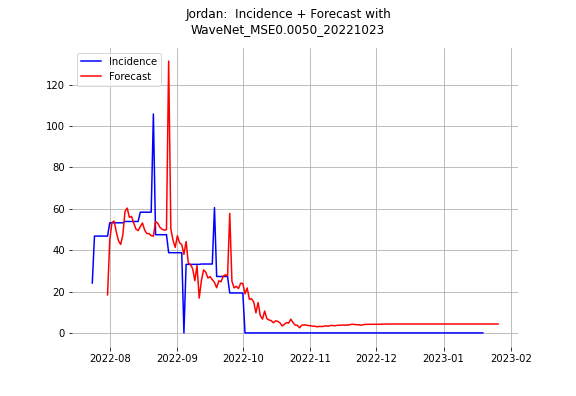 Jordan:  Incidence + Forecast with
WaveNet_MSE0.0050_20221023
Incidence
Forecast
120
100
80
60
40
20
0
2022-08 2022-09 2022-10 2022-11 2022-12 2023-01 2023-02